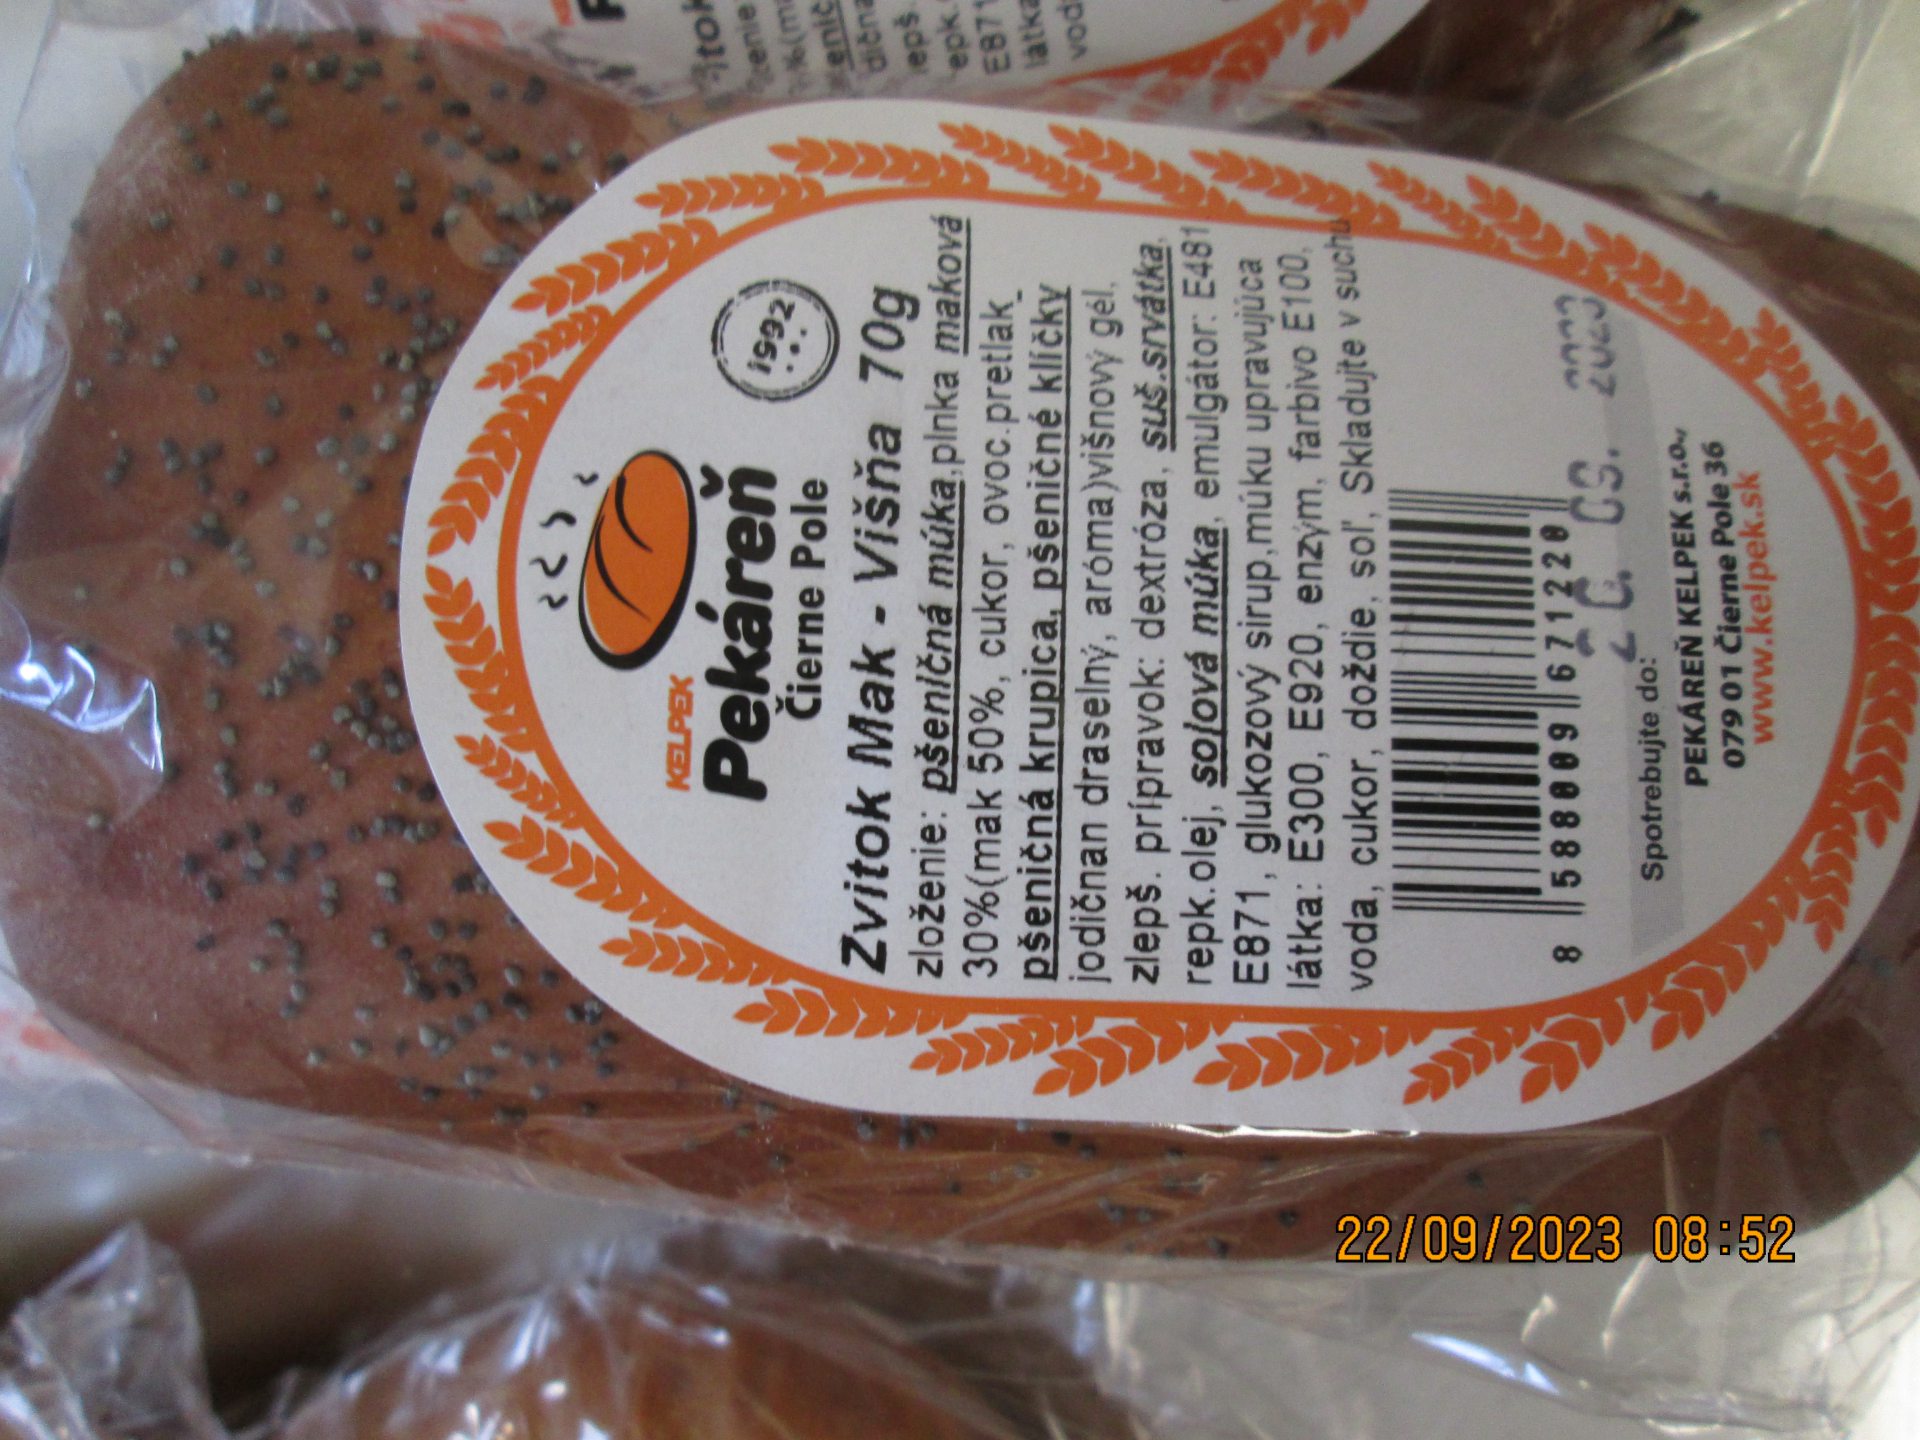 KELPEK
Pekáreň
Čierne Pole
1992
Zvitok Mak - Višňa 70g
zloženie: pšeničná múka,plnka maková
30%(mak 50%, cukor, ovoc.pretlak
pšeničná krupica, pšeničné klíčky
jodičnan draselný, aróma)višnový gél,
zlepš. prípravok: dextróza, suš.srvátka,
repk.olej, soľová múka, emulgátor: E481
E871, glukozový sirup,múku upravujúca
látka: E300, E920, enzým, farbivo E100,
voda, cukor, doždie, soľ, Skladujte v suchu
8 588009 671220
Spotrebujte do:
PEKÁREŇ KELPEK s.r.o.,
079 01 Čierne Pole 36
www.kelpek.sk
22/09/2023 08:52